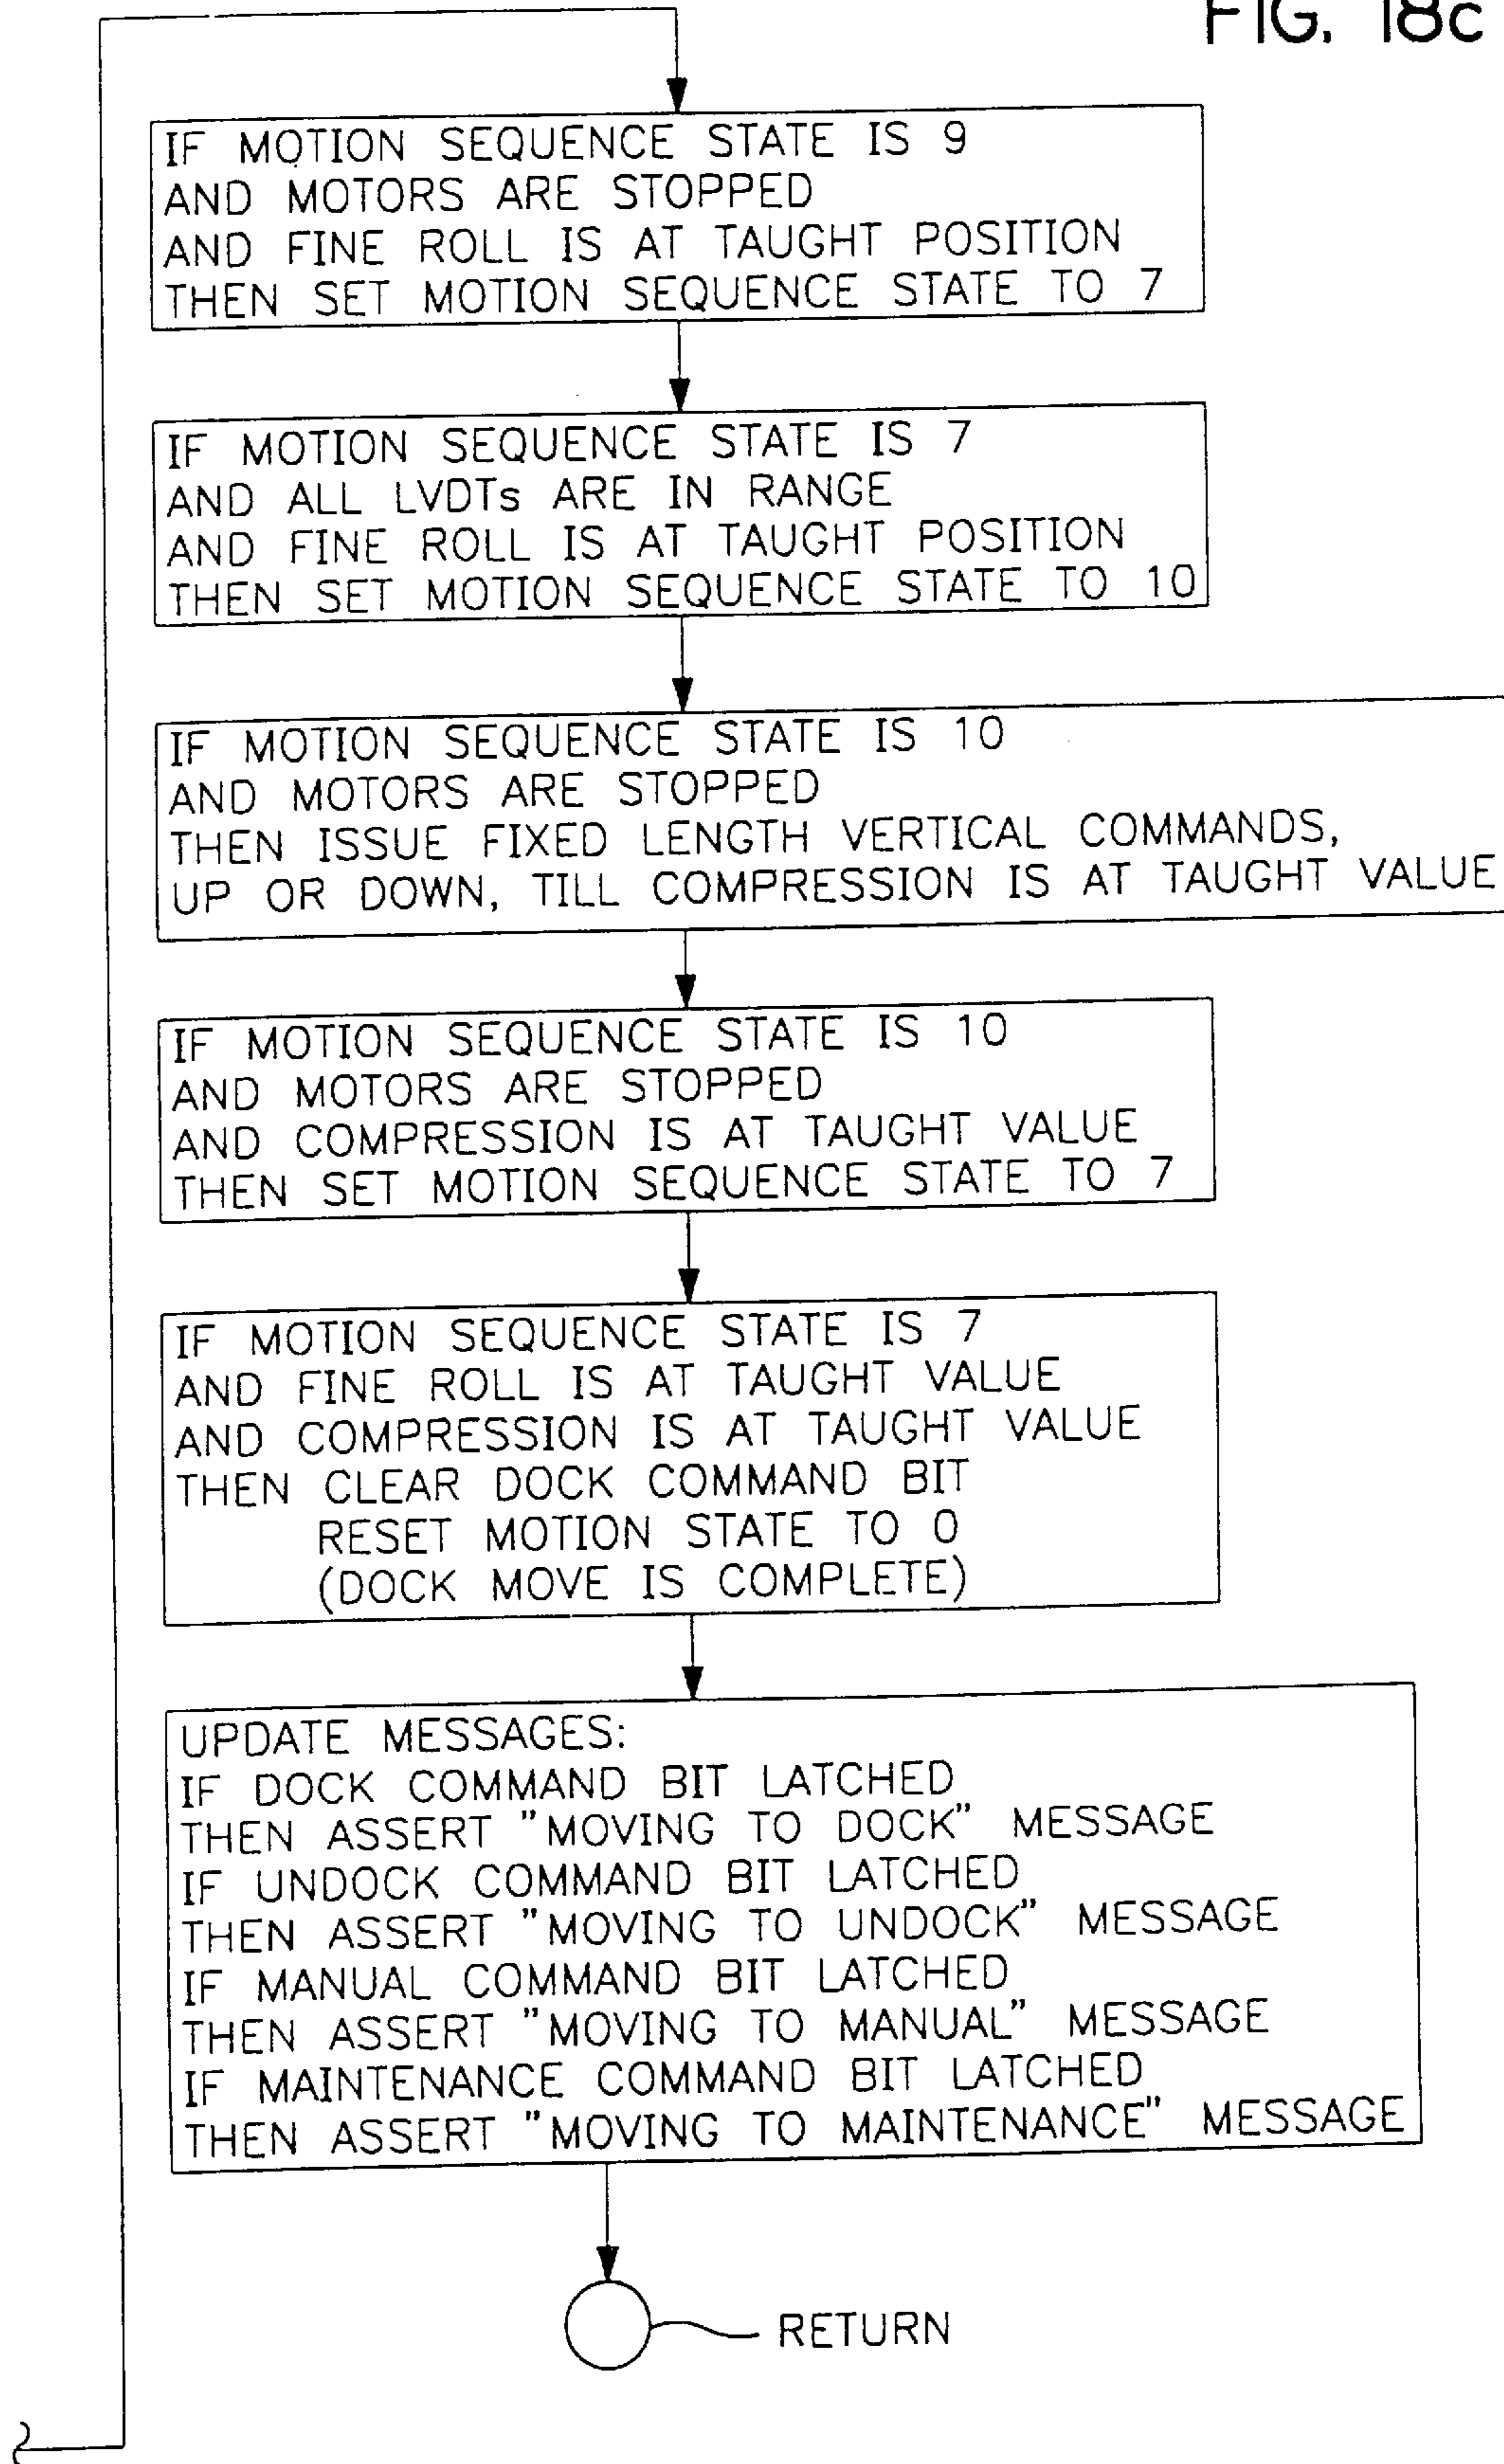 FIG. 18c
IF MOTION SEQUENCE STATE IS 9
AND MOTORS ARE STOPPED
AND FINE ROLL IS AT TAUGHT POSITION
THEN SET MOTION SEQUENCE STATE TO 7
IF MOTION SEQUENCE STATE IS 7
AND ALL LVDTs ARE IN RANGE
AND FINE ROLL IS AT TAUGHT POSITION
THEN SET MOTION SEQUENCE STATE TO 10
IF MOTION SEQUENCE STATE IS 10
AND MOTORS ARE STOPPED
THEN ISSUE FIXED LENGTH VERTICAL COMMANDS,
UP OR DOWN, TILL COMPRESSION IS AT TAUGHT VALUE
IF MOTION SEQUENCE STATE IS 10
AND MOTORS ARE STOPPED
AND COMPRESSION IS AT TAUGHT VALUE
THEN SET MOTION SEQUENCE STATE TO 7
IF MOTION SEQUENCE STATE IS 7
AND FINE ROLL IS AT TAUGHT VALUE
AND COMPRESSION IS AT TAUGHT VALUE
THEN CLEAR DOCK COMMAND BIT
RESET MOTION STATE TO 0
(DOCK MOVE IS COMPLETE)
UPDATE MESSAGES:
IF DOCK COMMAND BIT LATCHED
THEN ASSERT "MOVING TO DOCK" MESSAGE
IF UNDOCK COMMAND BIT LATCHED
THEN ASSERT "MOVING TO UNDOCK" MESSAGE
IF MANUAL COMMAND BIT LATCHED
THEN ASSERT "MOVING TO MANUAL" MESSAGE
IF MAINTENANCE COMMAND BIT LATCHED
THEN ASSERT "MOVING TO MAINTENANCE" MESSAGE
RETURN